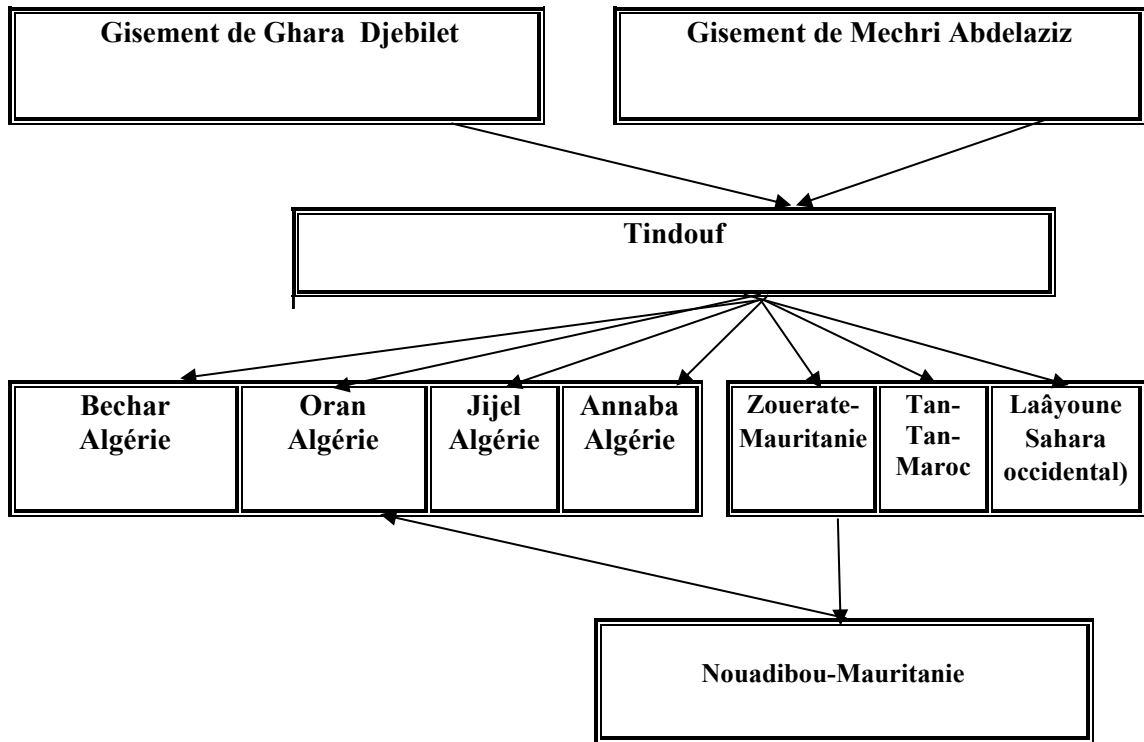 Gisement de Ghara Djebilet
Gisement de Mechri Abdelaziz
Tindouf
Bechar
Algérie
Oran
Algérie
Jijel
Algérie
Annaba
Algérie
Zouerate-
Mauritanie
Tan-
Tan-
Maroc
Laâyoune
Sahara
occidental)
Nouadibou-Mauritanie